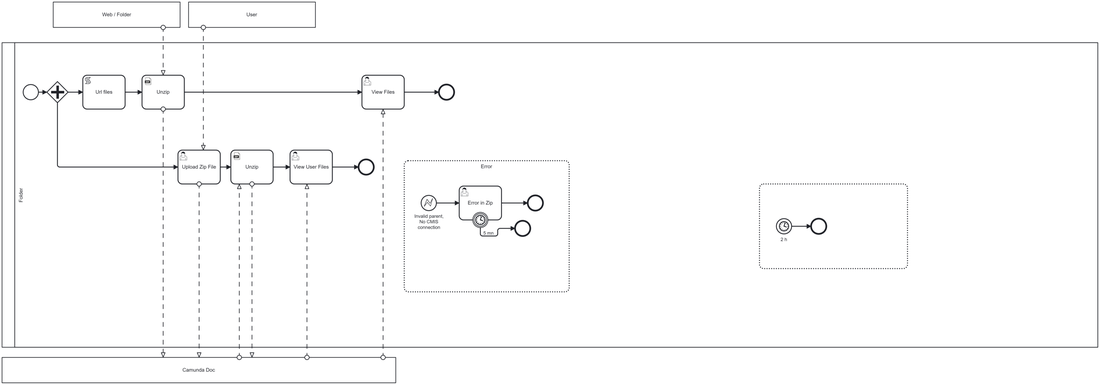 Web / Folder
User
Url files
Unzip
View Files
Upload Zip File
Unzip
View User Files
Folder
Error
Error in Zip
Invalid parent,
No CMIS
connection
5 min
2 h
Camunda Doc